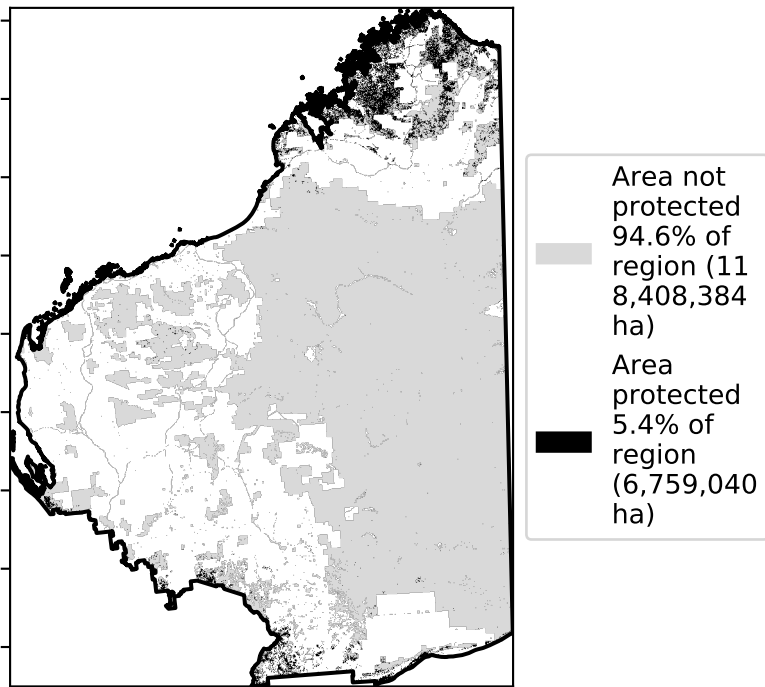 Area not
protected
94.6% of
region (11
8,408,384
ha)
Area
protected
5.4% of
region
(6,759,040
ha)